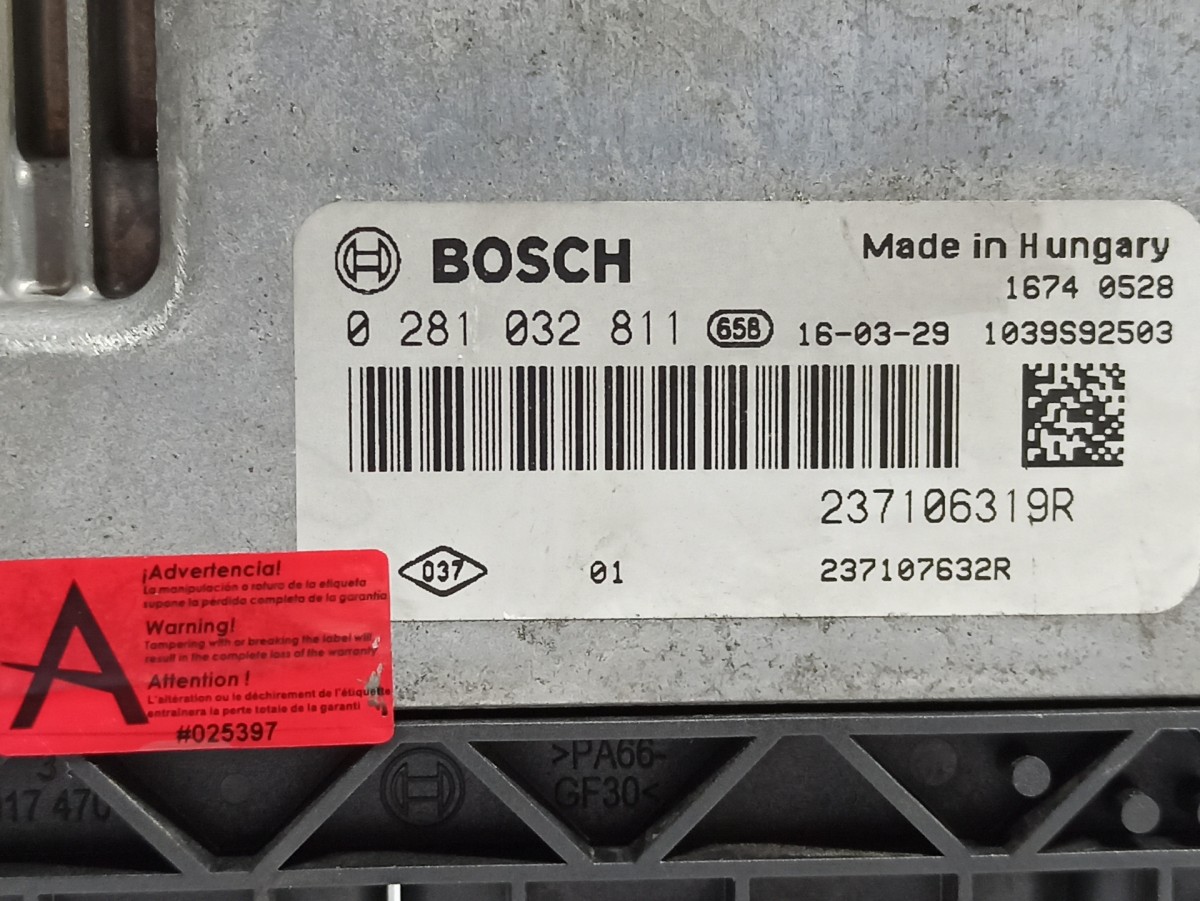 BOSCH
Made in Hungary
1674 0528
0 281 032 811 658 16-03-29 1039S92503
237106319R
037 01 237107632R
A
¡Advertencia!
La manipulación o rotura de la etiqueta
supone la pérdida completa de la garantía
Warning!
Tampering with or breaking the label will
result in the complete loss of the warranty
Attention !
L'altération ou le déchirement de l'étiquette
entraînera la perte totale de la garanti
#025397
>PA66-
GF30<